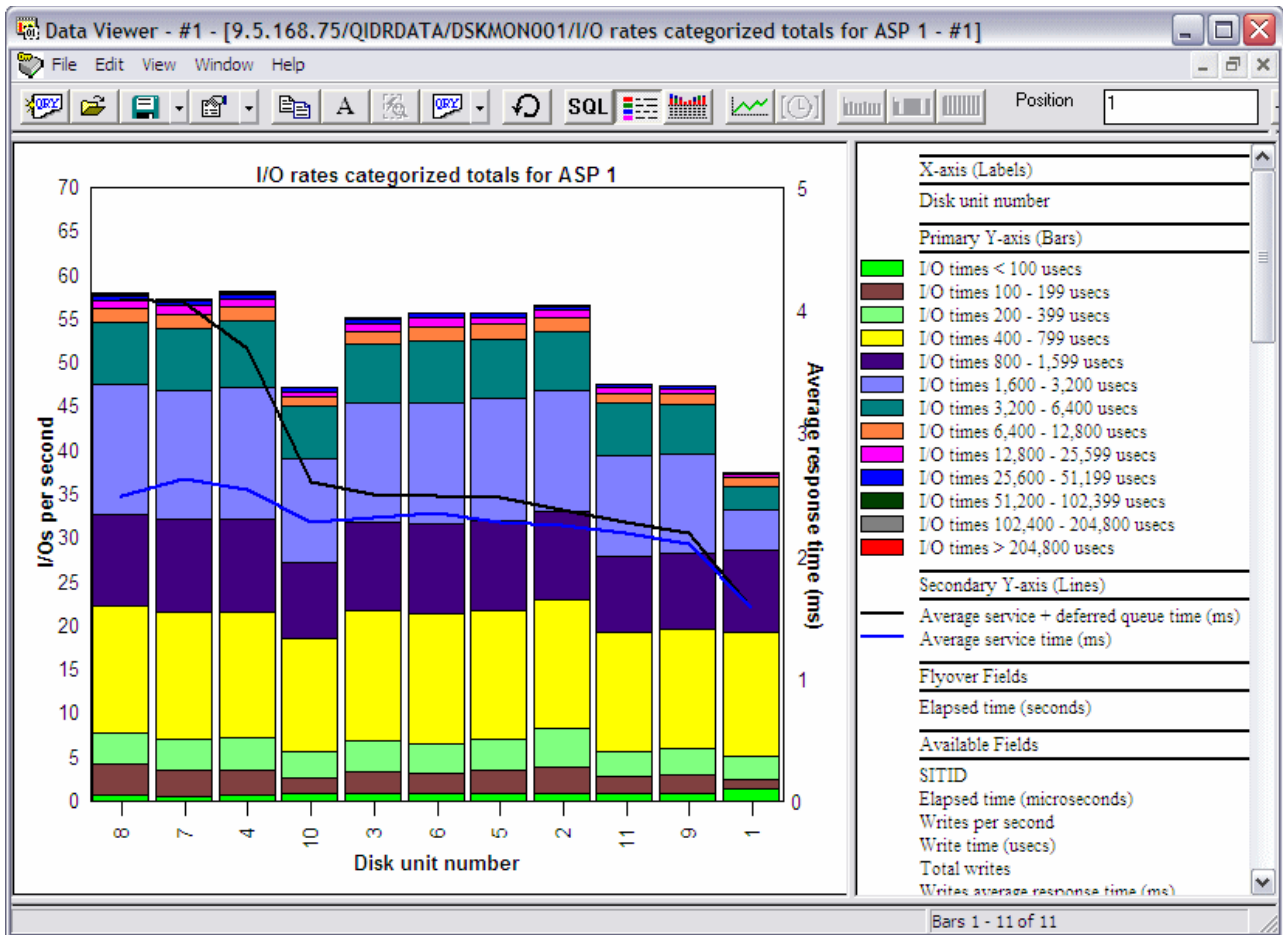 Data Viewer - #1 - [9.5.168.75/QIDRDATA/DSKMON001/I/O rates categorized totals for ASP 1 - #1]
File Edit View Window Help
QRY A QRY SQL Position 1
I/O rates categorized totals for ASP 1
70
65
60
55
50
45
40
35
30
25
20
15
10
5
0
I/Os per second
5
4
3
2
1
0
Average response time (ms)
8 7 4 10 3 6 5 2 11 9 1
Disk unit number
X-axis (Labels)
Disk unit number
Primary Y-axis (Bars)
I/O times < 100 usecs
I/O times 100 - 199 usecs
I/O times 200 - 399 usecs
I/O times 400 - 799 usecs
I/O times 800 - 1,599 usecs
I/O times 1,600 - 3,200 usecs
I/O times 3,200 - 6,400 usecs
I/O times 6,400 - 12,800 usecs
I/O times 12,800 - 25,599 usecs
I/O times 25,600 - 51,199 usecs
I/O times 51,200 - 102,399 usecs
I/O times 102,400 - 204,800 usecs
I/O times > 204,800 usecs
Secondary Y-axis (Lines)
Average service + deferred queue time (ms)
Average service time (ms)
Flyover Fields
Elapsed time (seconds)
Available Fields
SITID
Elapsed time (microseconds)
Writes per second
Write time (usecs)
Total writes
Writes average response time (ms)
Bars 1 - 11 of 11